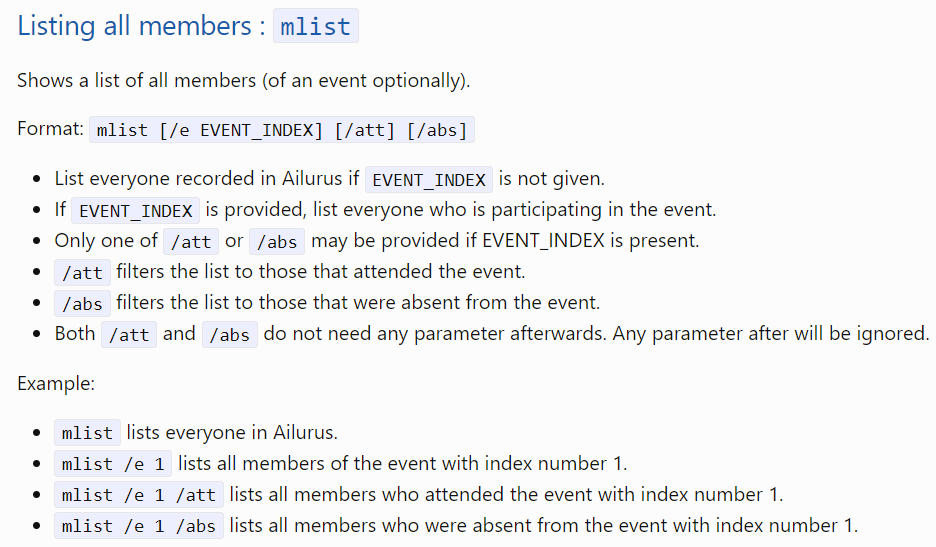 Listing all members : mlist
Shows a list of all members (of an event optionally).
Format: mlist [/e EVENT_INDEX] [/att] [/abs]
• List everyone recorded in Ailurus if EVENT_INDEX is not given.
• If EVENT_INDEX is provided, list everyone who is participating in the event.
• Only one of /att or /abs may be provided if EVENT_INDEX is present.
• /att filters the list to those that attended the event.
• /abs filters the list to those that were absent from the event.
• Both /att and /abs do not need any parameter afterwards. Any parameter after will be ignored.
Example:
• mlist lists everyone in Ailurus.
• mlist /e 1 lists all members of the event with index number 1.
• mlist /e 1 /att lists all members who attended the event with index number 1.
• mlist /e 1 /abs lists all members who were absent from the event with index number 1.